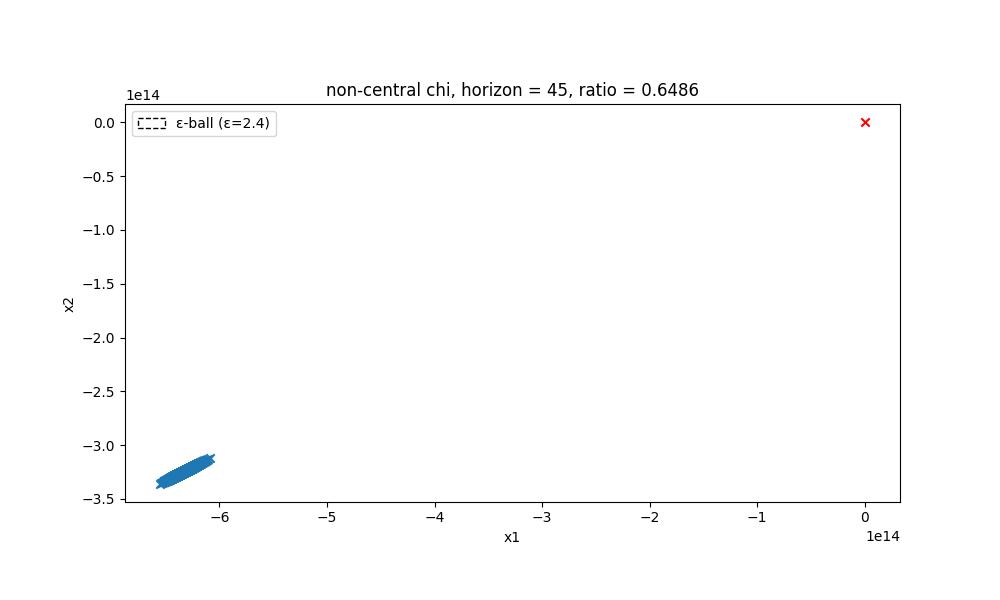 non-central chi, horizon = 45, ratio = 0.6486
1e14
ε-ball (ε=2.4)
0.0
−0.5
−1.0
−1.5
−2.0
−2.5
−3.0
−3.5
x2
−6 −5 −4 −3 −2 −1 0
x1
1e14